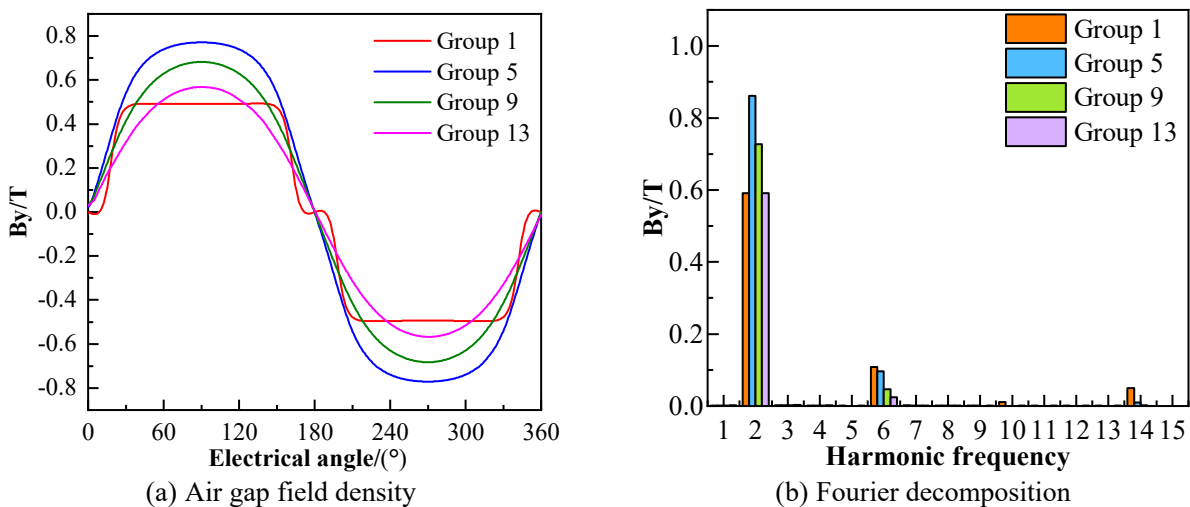 0.8
0.6
0.4
0.2
0.0
-0.2
-0.4
-0.6
-0.8
By/T
Group 1
Group 5
Group 9
Group 13
0 60 120 180 240 300 360
Electrical angle/(°)
(a) Air gap field density
1.0
0.8
0.6
0.4
0.2
0.0
By/T
Group 1
Group 5
Group 9
Group 13
1 2 3 4 5 6 7 8 9 10 11 12 13 14 15
Harmonic frequency
(b) Fourier decomposition